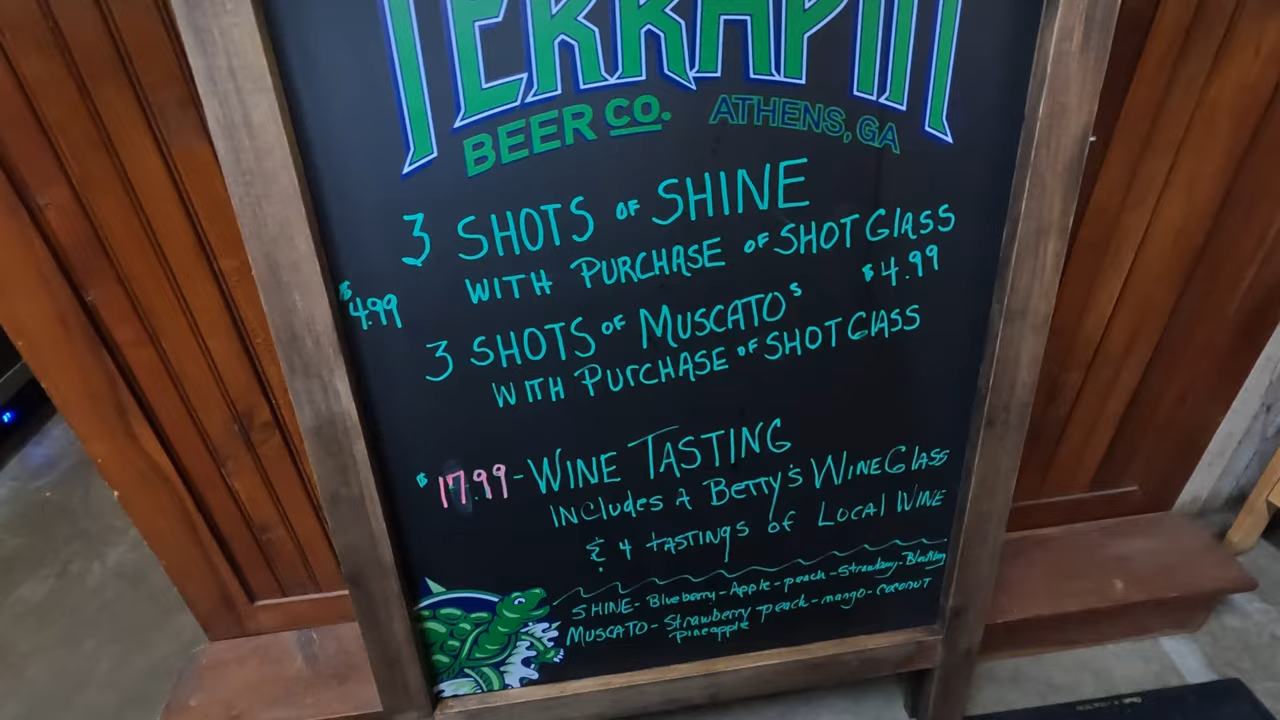 TERRAPIN
BEER CO. ATHENS, GA
3 SHOTS OF SHINE
WITH PURCHASE OF SHOT GLASS
$4.99
$4.99
3 SHOTS OF MUSCATOS
WITH PURCHASE OF SHOT GLASS
$17.99 - WINE TASTING
INCLUDES A BETTY'S WINE GLASS
& 4 TASTINGS of LOCAL WINE
SHINE - Blueberry - Apple - peach - Strawberry -
MUSCATO - Strawberry peach - mango - coconut
pineapple